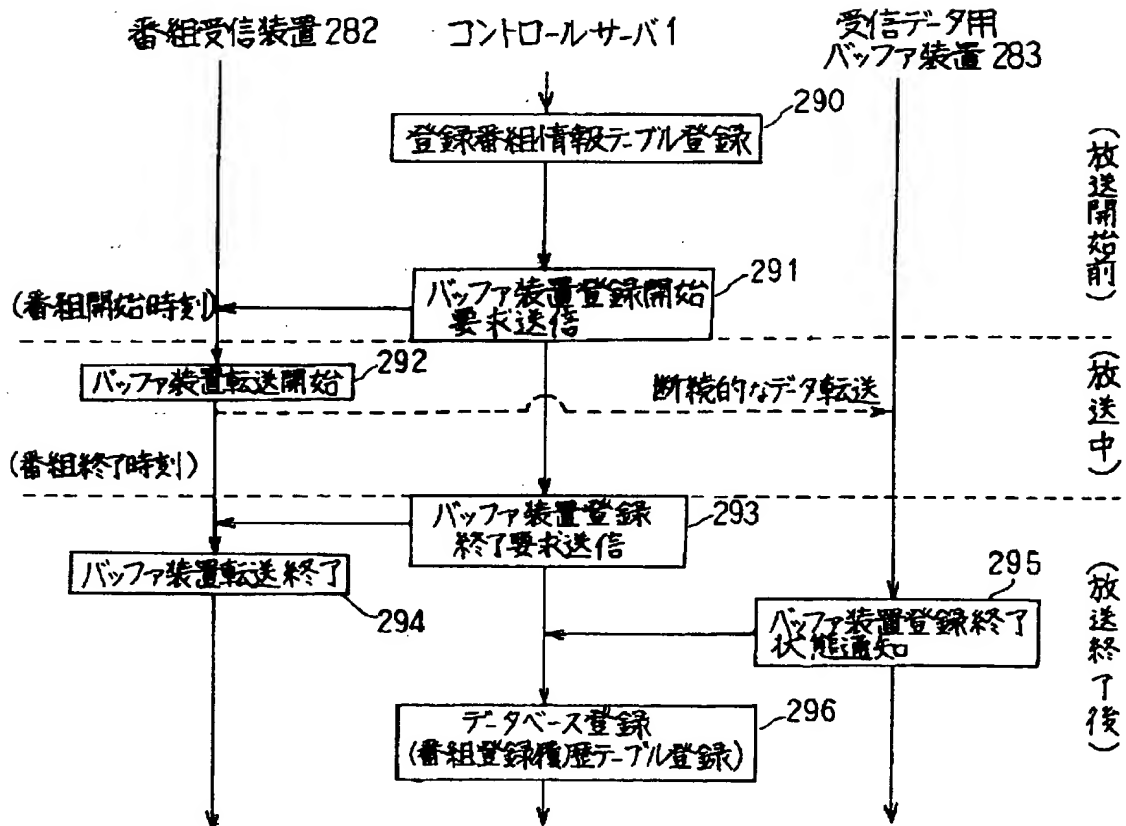 番組受信装置282
コントロールサーバ1
受信データ用
バッファ装置283
290
登録番組情報テーブル登録
(放送開始前)
291
バッファ装置登録開始
要求送信
(番組開始時刻)
292
バッファ装置転送開始
断続的なデータ転送
(放送中)
(番組終了時刻)
293
バッファ装置登録
終了要求送信
バッファ装置転送終了
294
295
バッファ装置登録終了
状態通知
(放送終了後)
296
データベース登録
(番組登録履歴テーブル登録)